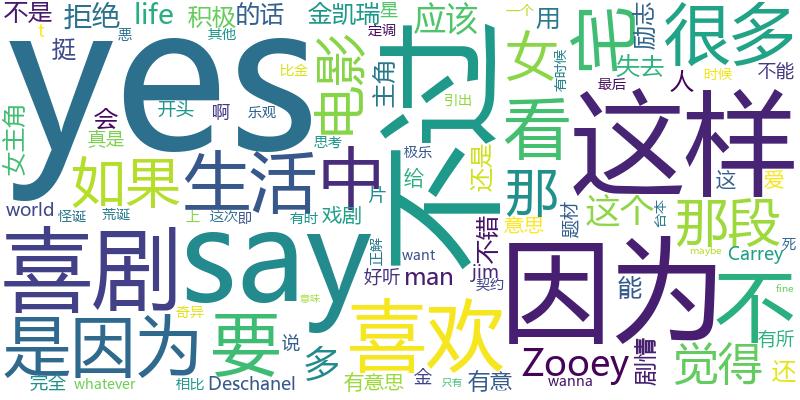 不是 拒绝 life 积极 的话 金凯瑞 星 应该 一个 用 宅 励志 很多
t 恶 挺 其他 定调 女 失去
yes 电影 主角 不过 比金 有时候 人 时候 不能
女主角 会 开头 啊 乐观 引出 看 最后 这样
真是 思考
如果 生活 中 极乐 给 还是 那 题材 这个 这 台本 那段 爱
world 怪诞 荒诞 上 这次 即 有时 戏剧 片 不错 意思 Carrey 死
喜剧 say 正解 want 因为 maybe 不
奇异 意味 好听 man jim 契约 能 fine
是因为 要 说 多 喜欢 Zooey 剧情 觉得 有所
完全 whatever 相比 Deschanel 有意思 金 只有 有意 wanna 还